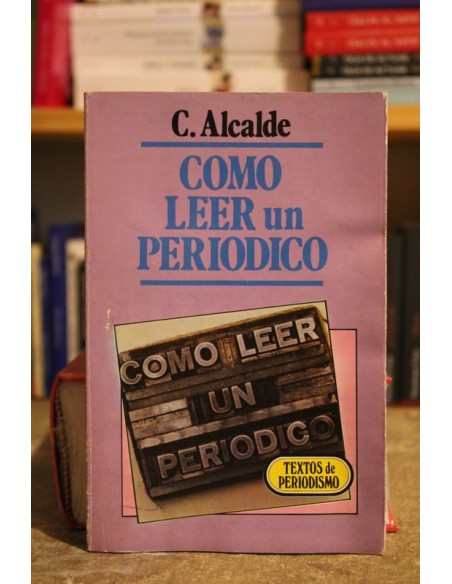 C. Alcalde
COMO
LEER un
PERIODICO
COMO LEER
UN
PERIODICO
TEXTOS de
PERIODISMO